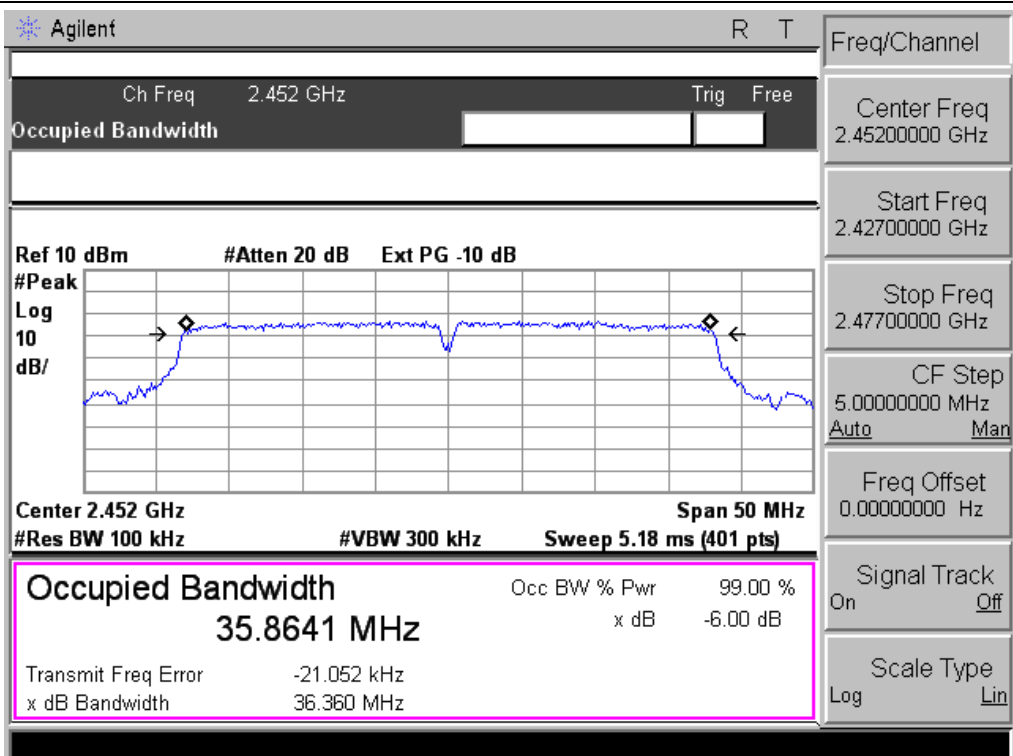 Agilent R T
Ch Freq 2.452 GHz Trig Free
Occupied Bandwidth
Ref 10 dBm #Atten 20 dB Ext PG -10 dB
#Peak
Log
10
dB/
Center 2.452 GHz Span 50 MHz
#Res BW 100 kHz #VBW 300 kHz Sweep 5.18 ms (401 pts)
Occupied Bandwidth Occ BW % Pwr 99.00 %
35.8641 MHz x dB -6.00 dB
Transmit Freq Error -21.052 kHz
x dB Bandwidth 36.360 MHz
Freq/Channel
Center Freq
2.45200000 GHz
Start Freq
2.42700000 GHz
Stop Freq
2.47700000 GHz
CF Step
5.00000000 MHz
Auto Man
Freq Offset
0.00000000 Hz
Signal Track
On Off
Scale Type
Log Lin